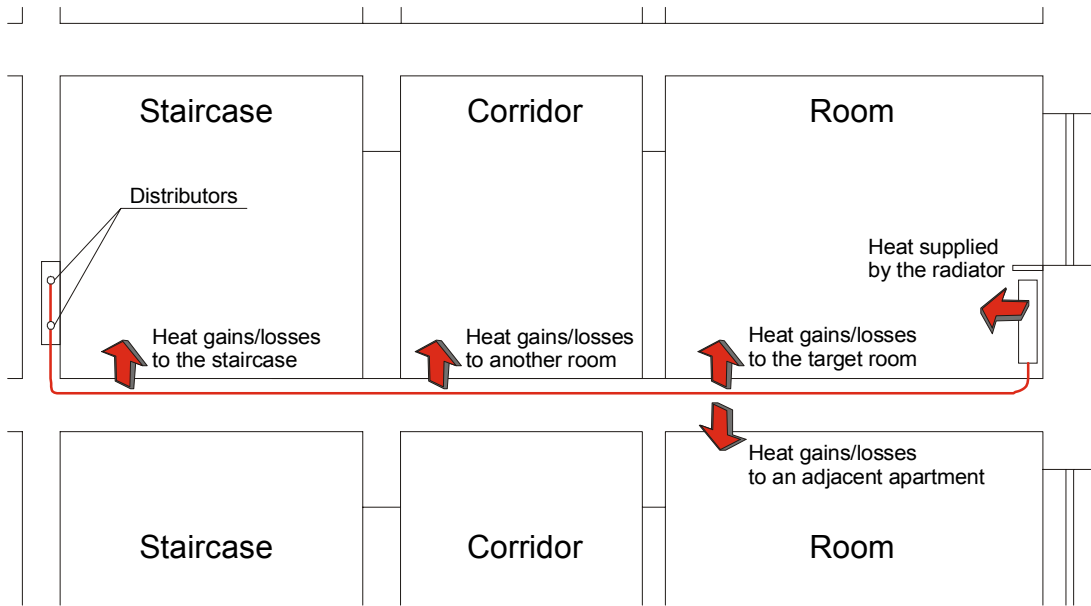 Staircase
Corridor
Room
Distributors
Heat supplied
by the radiator
Heat gains/losses
to the staircase
Heat gains/losses
to another room
Heat gains/losses
to the target room
Heat gains/losses
to an adjacent apartment
Staircase
Corridor
Room